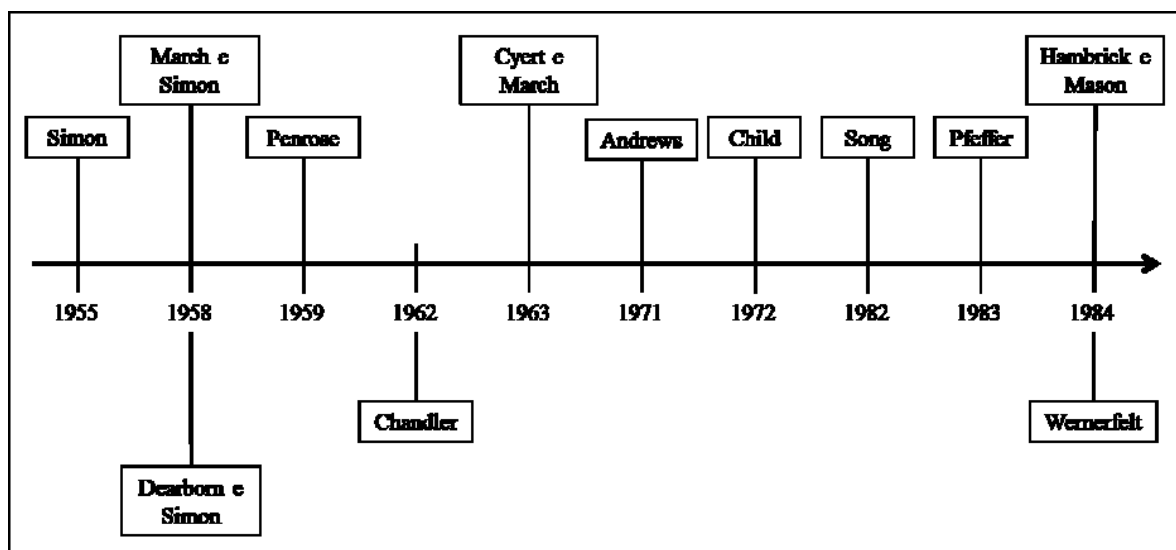 March e
Simon
Cyert e
March
Hambrick e
Mason
Simon
Penrose
Andrews
Child
Song
Pfeffer
1955
1958
1959
1962
1963
1971
1972
1982
1983
1984
Chandler
Wernerfelt
Dearborn e
Simon